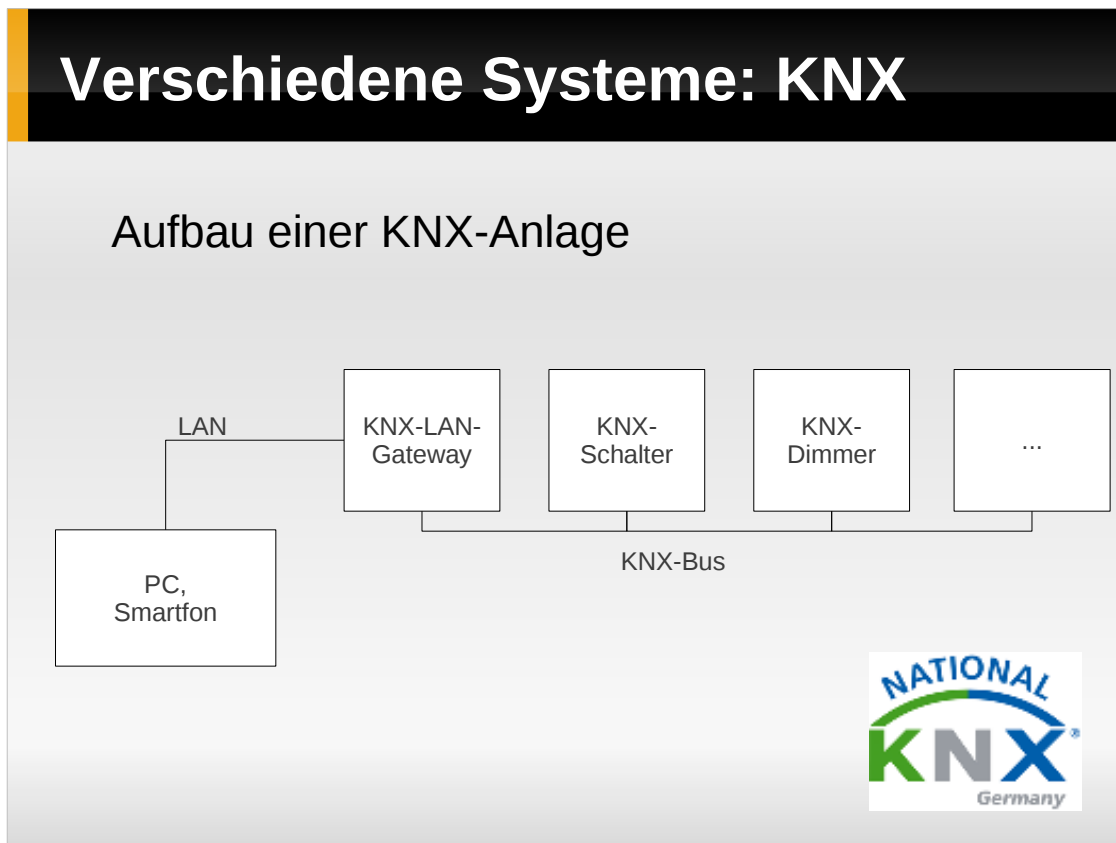 Verschiedene Systeme: KNX
Aufbau einer KNX-Anlage
LAN
KNX-LAN-
Gateway
KNX-
Schalter
KNX-
Dimmer
...
KNX-Bus
PC,
Smartfon
NATIONAL
KNX®
Germany